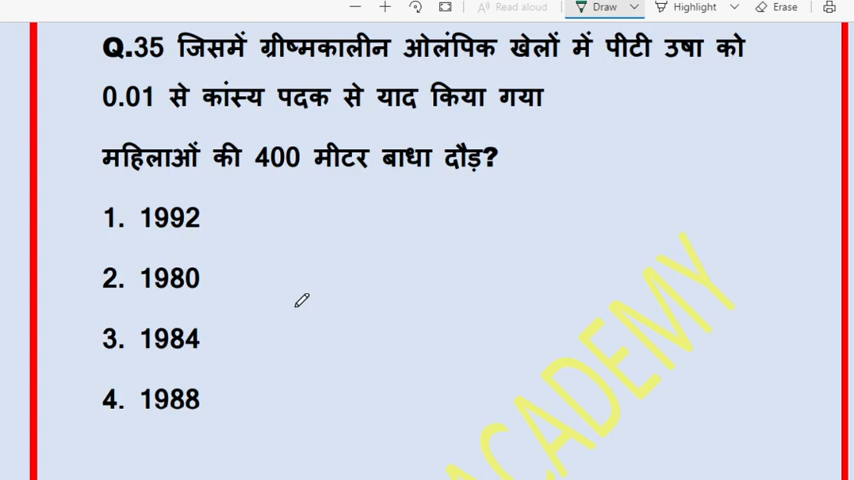 Read aloud
Draw
Highlight
Erase
Q.35 जिसमें ग्रीष्मकालीन ओलंपिक खेलों में पीटी उषा को
0.01 से कांस्य पदक से याद किया गया
महिलाओं की 400 मीटर बाधा दौड़?
1. 1992
2. 1980
3. 1984
4. 1988
ACADEMY